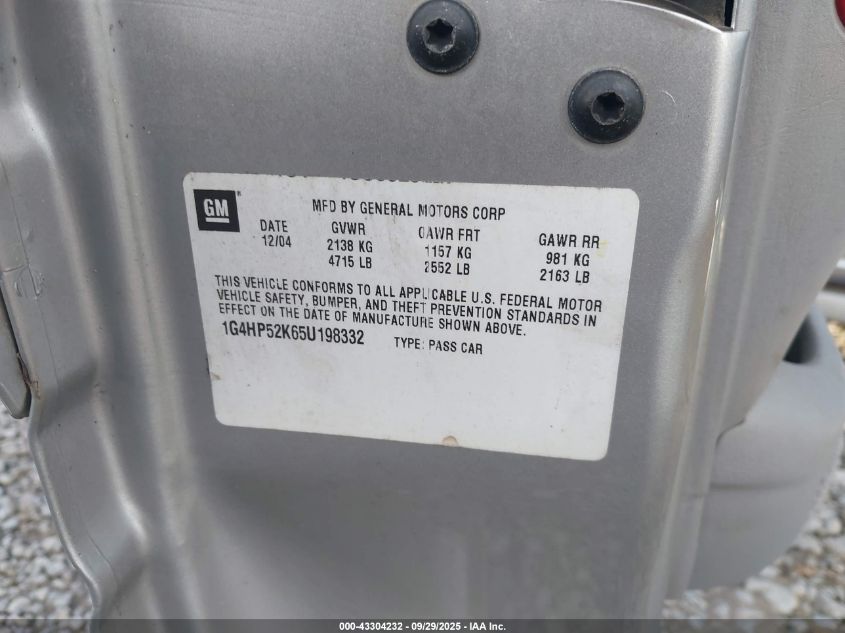 GM
MFD BY GENERAL MOTORS CORP
DATE GVWR GAWR FRT GAWR RR
12/04 2138 KG 1157 KG 981 KG
4715 LB 2552 LB 2163 LB
THIS VEHICLE CONFORMS TO ALL APPLICABLE U.S. FEDERAL MOTOR
VEHICLE SAFETY, BUMPER, AND THEFT PREVENTION STANDARDS IN
EFFECT ON THE DATE OF MANUFACTURE SHOWN ABOVE.
1G4HP52K65U198332 TYPE: PASS CAR
000-43304232 - 09/29/2025 - IAA Inc.